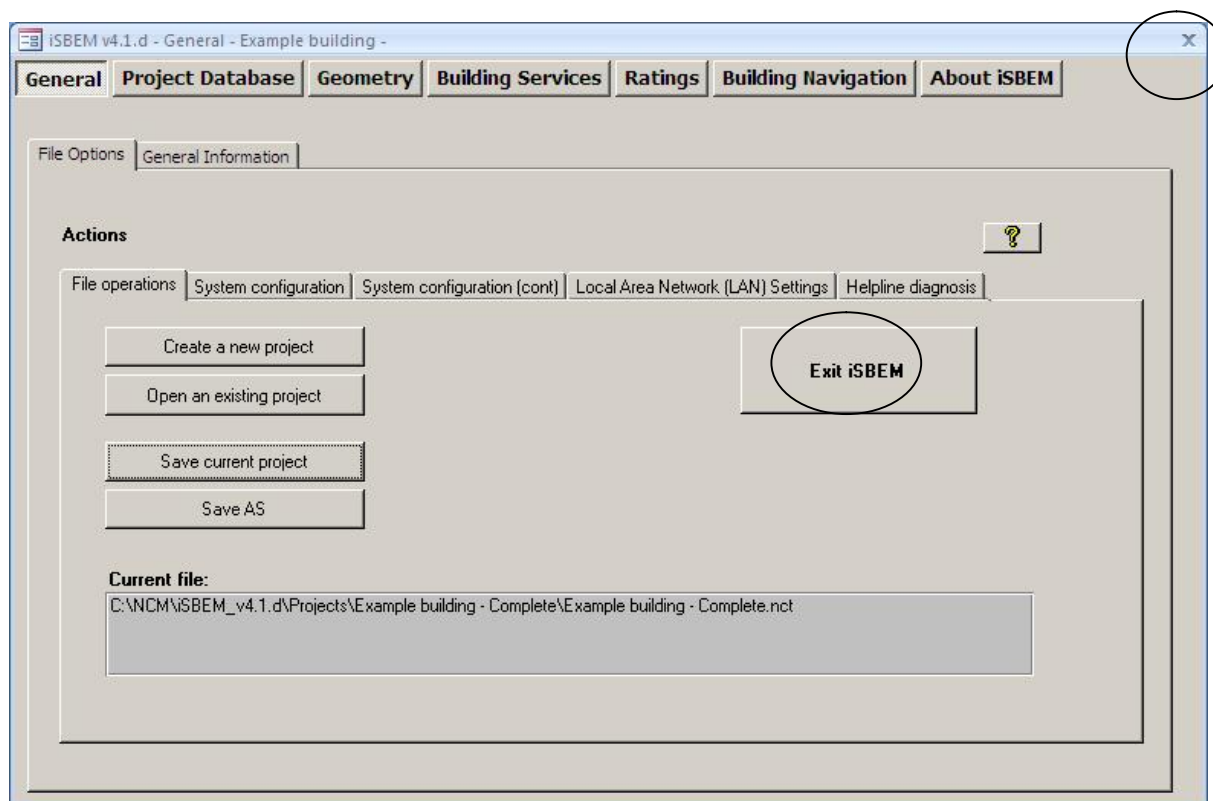 iSBEM v4.1.d - General - Example building -
x
General Project Database Geometry Building Services Ratings Building Navigation About iSBEM
File Options General Information
Actions
?
File operations System configuration System configuration (cont) Local Area Network (LAN) Settings Helpline diagnosis
Create a new project
Exit iSBEM
Open an existing project
Save current project
Save AS
Current file:
C:\NCM\iSBEM_v4.1.d\Projects\Example building - Complete\Example building - Complete.nct